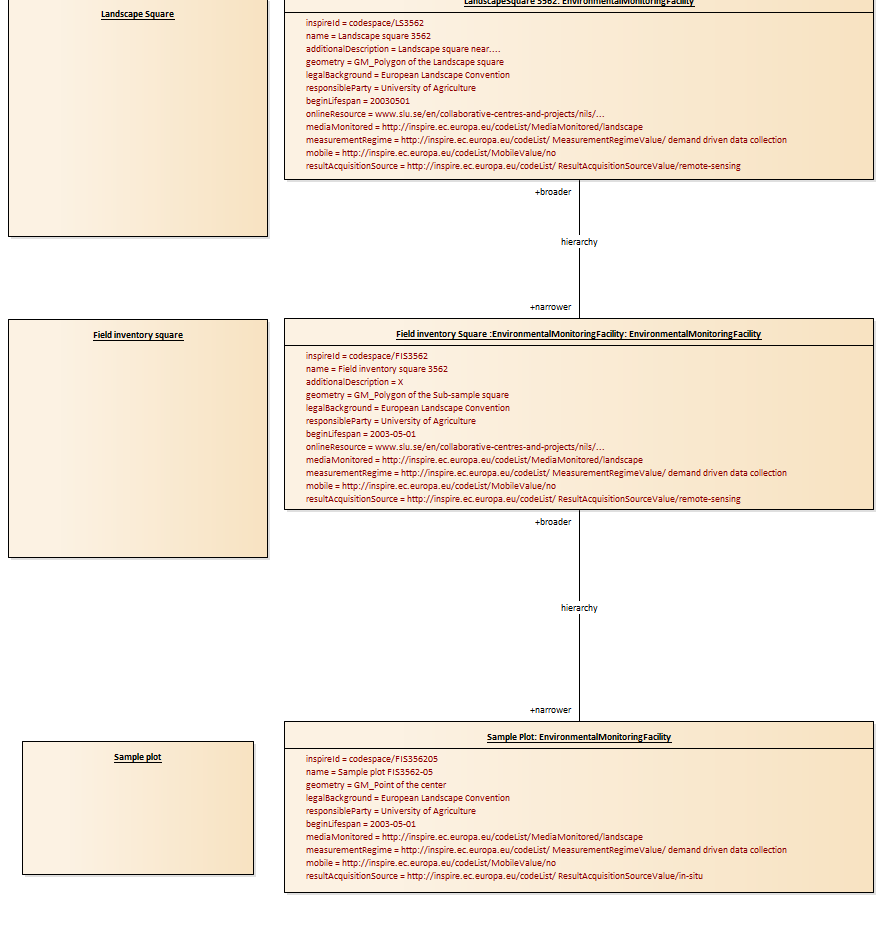 Landscape Square
LandscapeSquare 3562: EnvironmentalMonitoringFacility
inspireId = codespace/LS3562
name = Landscape square 3562
additionalDescription = Landscape square near....
geometry = GM_Polygon of the Landscape square
legalBackground = European Landscape Convention
responsibleParty = University of Agriculture
beginLifespan = 20030501
onlineResource = www.slu.se/en/collaborative-centres-and-projects/nils/...
mediaMonitored = http://inspire.ec.europa.eu/codeList/MediaMonitored/landscape
measurementRegime = http://inspire.ec.europa.eu/codeList/ MeasurementRegimeValue/ demand driven data collection
mobile = http://inspire.ec.europa.eu/codeList/MobileValue/no
resultAcquisitionSource = http://inspire.ec.europa.eu/codeList/ ResultAcquisitionSourceValue/remote-sensing
+broader
hierarchy
+narrower
Field inventory square
Field inventory Square :EnvironmentalMonitoringFacility: EnvironmentalMonitoringFacility
inspireId = codespace/FIS3562
name = Field inventory square 3562
additionalDescription = X
geometry = GM_Polygon of the Sub-sample square
legalBackground = European Landscape Convention
responsibleParty = University of Agriculture
beginLifespan = 2003-05-01
onlineResource = www.slu.se/en/collaborative-centres-and-projects/nils/...
mediaMonitored = http://inspire.ec.europa.eu/codeList/MediaMonitored/landscape
measurementRegime = http://inspire.ec.europa.eu/codeList/ MeasurementRegimeValue/ demand driven data collection
mobile = http://inspire.ec.europa.eu/codeList/MobileValue/no
resultAcquisitionSource = http://inspire.ec.europa.eu/codeList/ ResultAcquisitionSourceValue/remote-sensing
+broader
hierarchy
+narrower
Sample plot
Sample Plot: EnvironmentalMonitoringFacility
inspireId = codespace/FIS356205
name = Sample plot FIS3562-05
geometry = GM_Point of the center
legalBackground = European Landscape Convention
responsibleParty = University of Agriculture
beginLifespan = 2003-05-01
mediaMonitored = http://inspire.ec.europa.eu/codeList/MediaMonitored/landscape
measurementRegime = http://inspire.ec.europa.eu/codeList/ MeasurementRegimeValue/ demand driven data collection
mobile = http://inspire.ec.europa.eu/codeList/MobileValue/no
resultAcquisitionSource = http://inspire.ec.europa.eu/codeList/ ResultAcquisitionSourceValue/in-situ